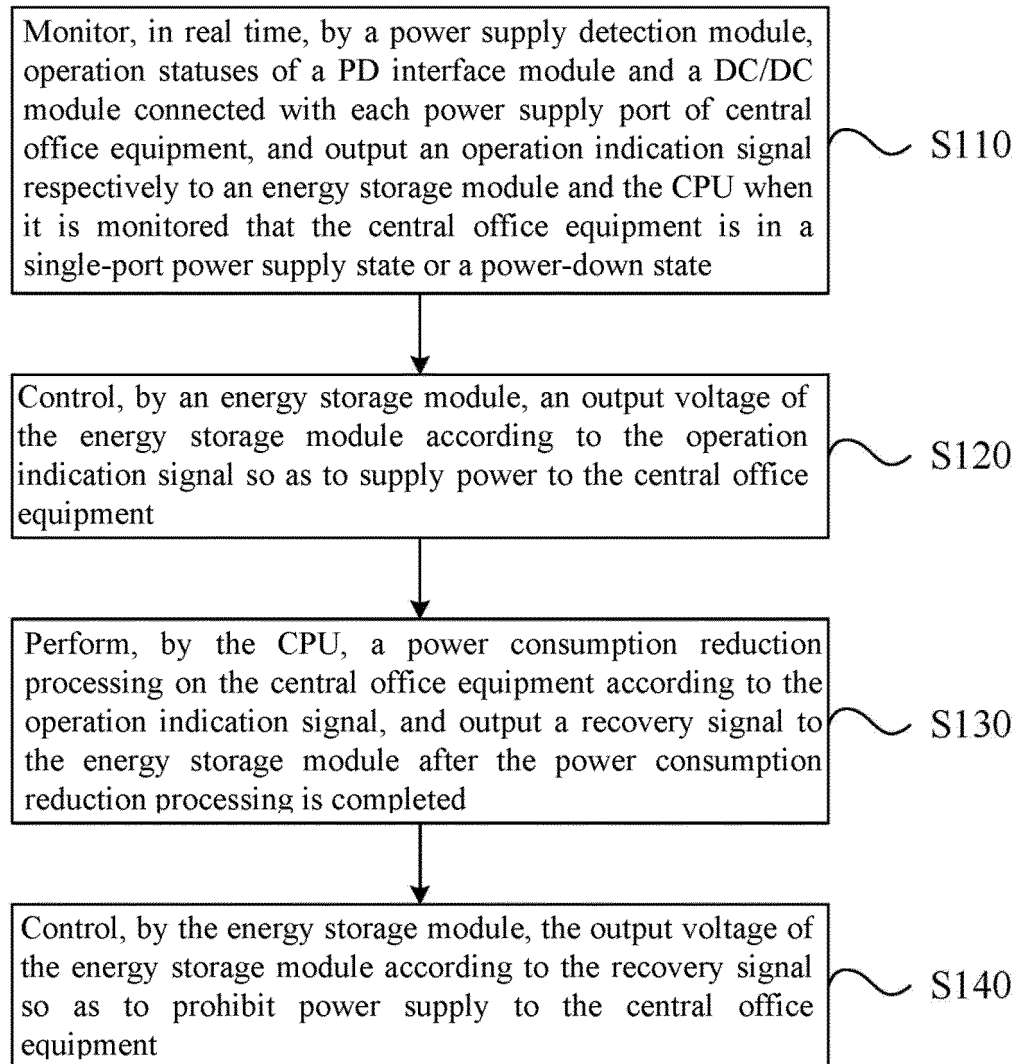 Monitor, in real time, by a power supply detection module,
operation statuses of a PD interface module and a DC/DC
module connected with each power supply port of central
office equipment, and output an operation indication signal
respectively to an energy storage module and the CPU when
it is monitored that the central office equipment is in a
single-port power supply state or a power-down state
S110
Control, by an energy storage module, an output voltage of
the energy storage module according to the operation
indication signal so as to supply power to the central office
equipment
S120
Perform, by the CPU, a power consumption reduction
processing on the central office equipment according to the
operation indication signal, and output a recovery signal to
the energy storage module after the power consumption
reduction processing is completed
S130
Control, by the energy storage module, the output voltage of
the energy storage module according to the recovery signal
so as to prohibit power supply to the central office
equipment
S140